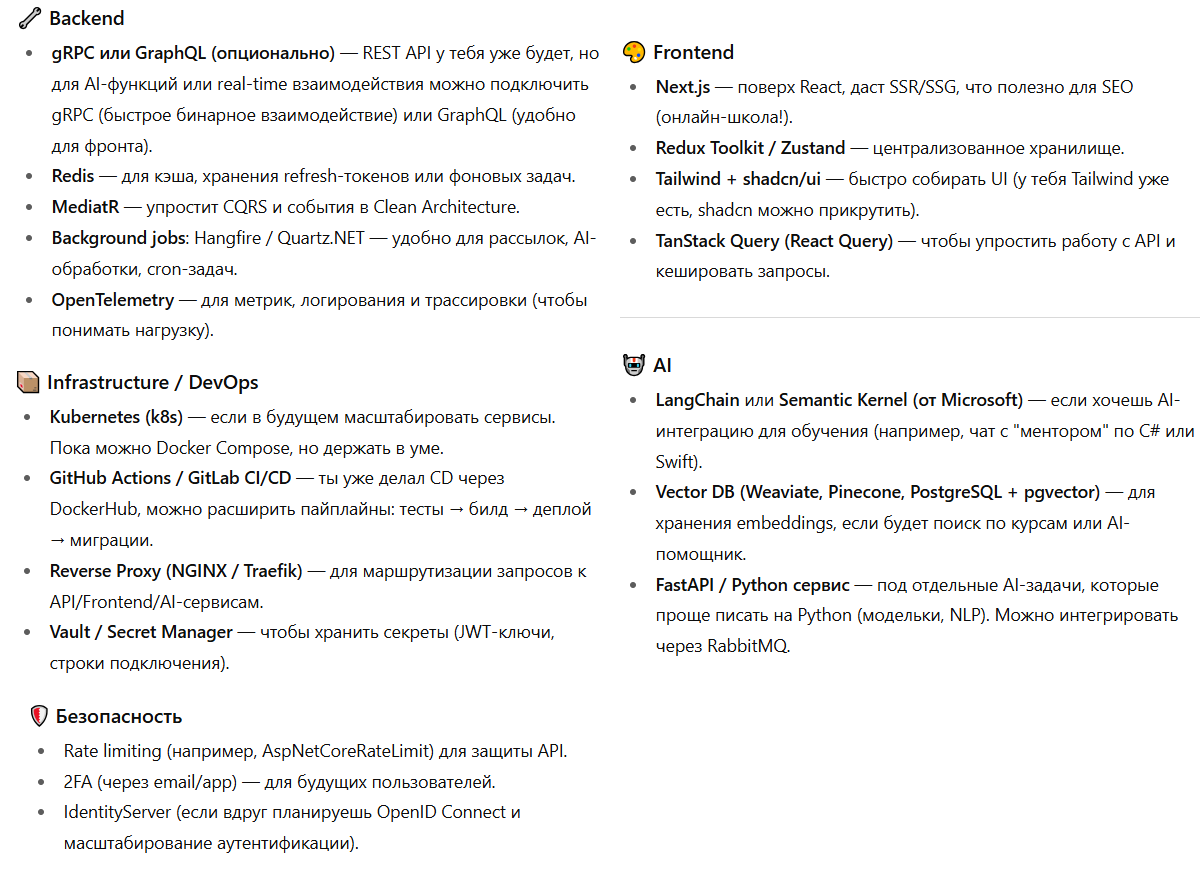 Backend
• gRPC или GraphQL (опционально) — REST API у тебя уже будет, но
для AI-функций или real-time взаимодействия можно подключить
gRPC (быстрое бинарное взаимодействие) или GraphQL (удобно
для фронта).
• Redis — для кэша, хранения refresh-токенов или фоновых задач.
• MediatR — упростит CQRS и события в Clean Architecture.
• Background jobs: Hangfire / Quartz.NET — удобно для рассылок, AI-
обработки, cron-задач.
• OpenTelemetry — для метрик, логирования и трассировки (чтобы
понимать нагрузку).
Infrastructure / DevOps
• Kubernetes (k8s) — если в будущем масштабировать сервисы.
Пока можно Docker Compose, но держать в уме.
• GitHub Actions / GitLab CI/CD — ты уже делал CD через
DockerHub, можно расширить пайплайны: тесты → билд → деплой
→ миграции.
• Reverse Proxy (NGINX / Traefik) — для маршрутизации запросов к
API/Frontend/AI-сервисам.
• Vault / Secret Manager — чтобы хранить секреты (JWT-ключи,
строки подключения).
Безопасность
• Rate limiting (например, AspNetCoreRateLimit) для защиты API.
• 2FA (через email/app) — для будущих пользователей.
• IdentityServer (если вдруг планируешь OpenID Connect и
масштабирование аутентификации).
Frontend
• Next.js — поверх React, даст SSR/SSG, что полезно для SEO
(онлайн-школа!).
• Redux Toolkit / Zustand — централизованное хранилище.
• Tailwind + shadcn/ui — быстро собирать UI (у тебя Tailwind уже
есть, shadcn можно прикрутить).
• TanStack Query (React Query) — чтобы упростить работу с API и
кешировать запросы.
AI
• LangChain или Semantic Kernel (от Microsoft) — если хочешь AI-
интеграцию для обучения (например, чат с "ментором" по C# или
Swift).
• Vector DB (Weaviate, Pinecone, PostgreSQL + pgvector) — для
хранения embeddings, если будет поиск по курсам или AI-
помощник.
• FastAPI / Python сервис — под отдельные AI-задачи, которые
проще писать на Python (модельки, NLP). Можно интегрировать
через RabbitMQ.